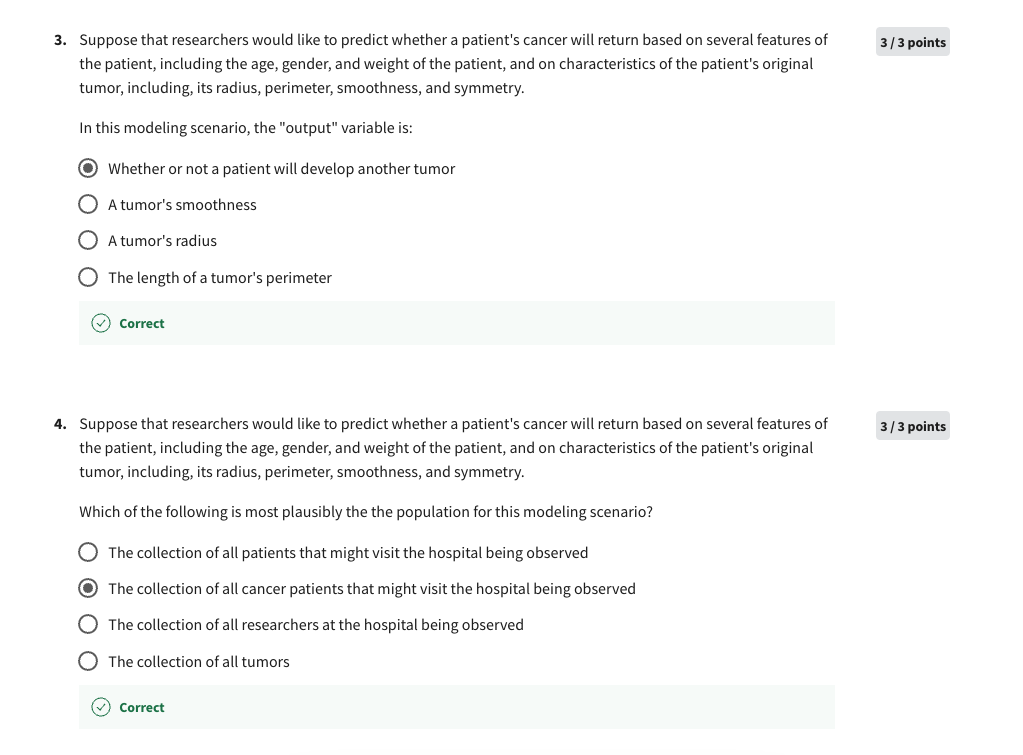 3. Suppose that researchers would like to predict whether a patient's cancer will return based on several features of
the patient, including the age, gender, and weight of the patient, and on characteristics of the patient's original
tumor, including, its radius, perimeter, smoothness, and symmetry.
3 / 3 points
In this modeling scenario, the "output" variable is:
Whether or not a patient will develop another tumor
A tumor's smoothness
A tumor's radius
The length of a tumor's perimeter
Correct
4. Suppose that researchers would like to predict whether a patient's cancer will return based on several features of
the patient, including the age, gender, and weight of the patient, and on characteristics of the patient's original
tumor, including, its radius, perimeter, smoothness, and symmetry.
3 / 3 points
Which of the following is most plausibly the the population for this modeling scenario?
The collection of all patients that might visit the hospital being observed
The collection of all cancer patients that might visit the hospital being observed
The collection of all researchers at the hospital being observed
The collection of all tumors
Correct